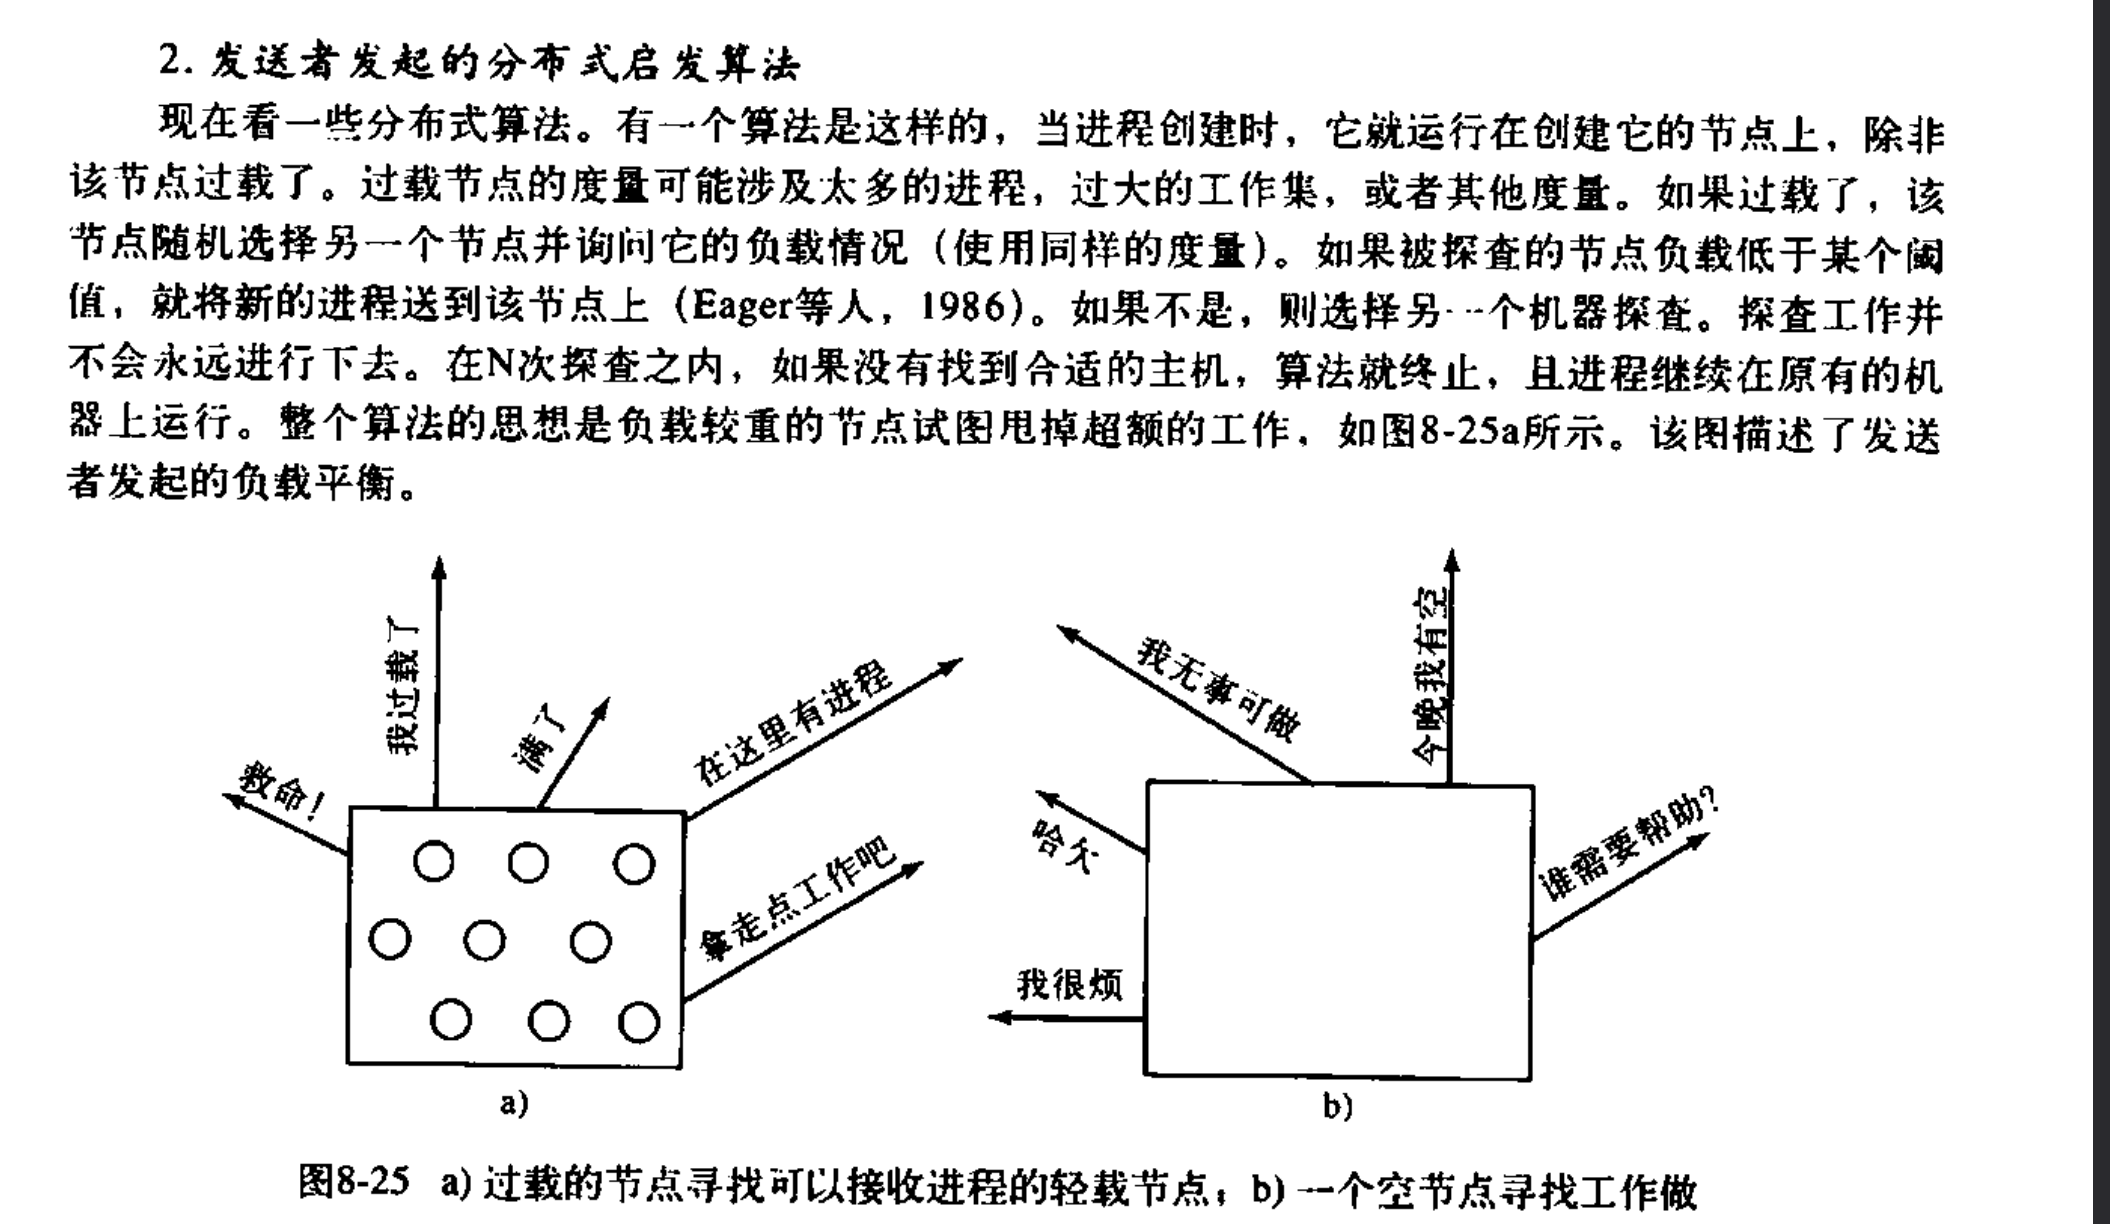 2. 发送者发起的分布式启发算法
现在看一些分布式算法。有一个算法是这样的，当进程创建时，它就运行在创建它的节点上，除非
该节点过载了。过载节点的度量可能涉及太多的进程，过大的工作集，或者其他度量。如果过载了，该
节点随机选择另一个节点并询问它的负载情况（使用同样的度量）。如果被探查的节点负载低于某个阈
值，就将新的进程送到该节点上（Eager等人，1986）。如果不是，则选择另一个机器探查。探查工作并
不会永远进行下去。在N次探查之内，如果没有找到合适的主机，算法就终止，且进程继续在原有的机
器上运行。整个算法的思想是负载较重的节点试图甩掉超额的工作，如图8-25a所示。该图描述了发送
者发起的负载平衡。
救命！
我过载了
满了
在这里有进程
拿走点工作吧
a)
我无事可做
今晚我有空
哈欠
谁需要帮助？
我很烦
b)
图8-25 a) 过载的节点寻找可以接收进程的轻载节点；b) 一个空节点寻找工作做